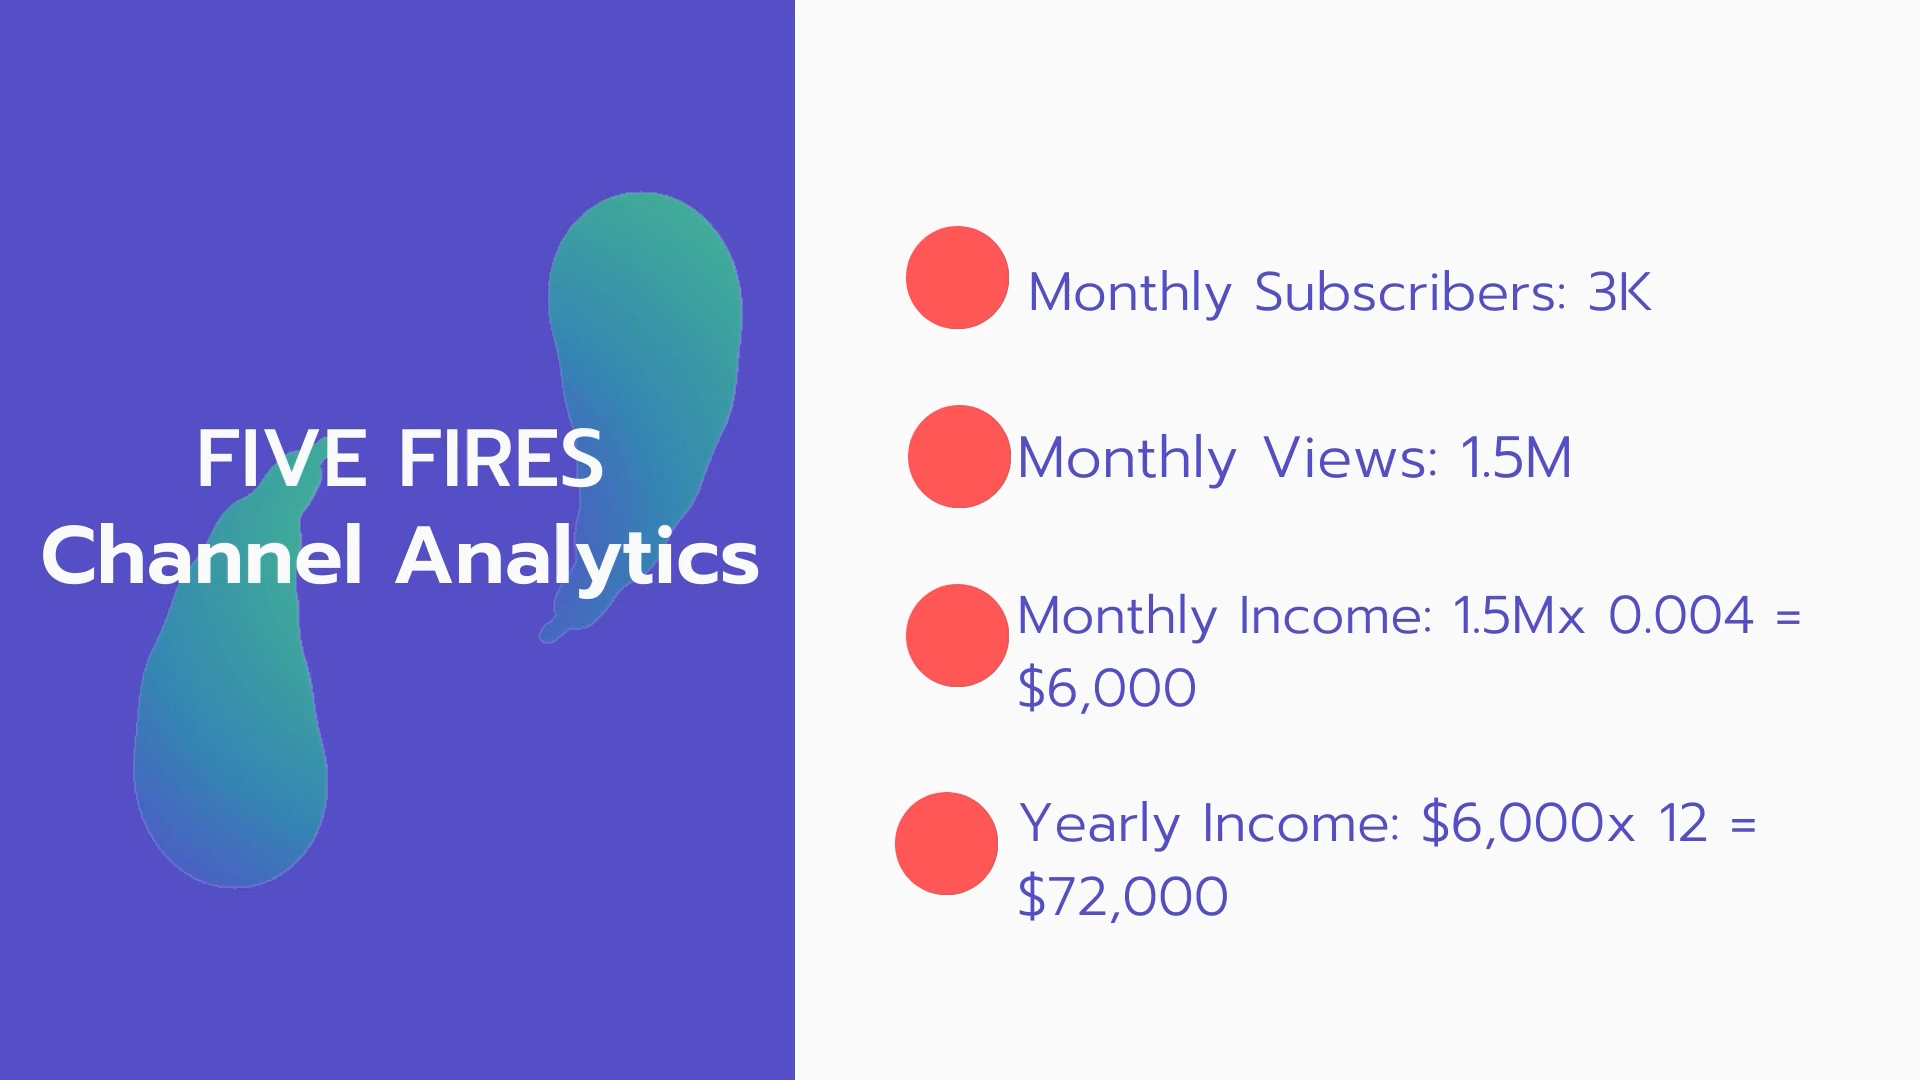 FIVE FIRES
Channel Analytics
Monthly Subscribers: 3K
Monthly Views: 1.5M
Monthly Income: 1.5Mx 0.004 =
$6,000
Yearly Income: $6,000x 12 =
$72,000